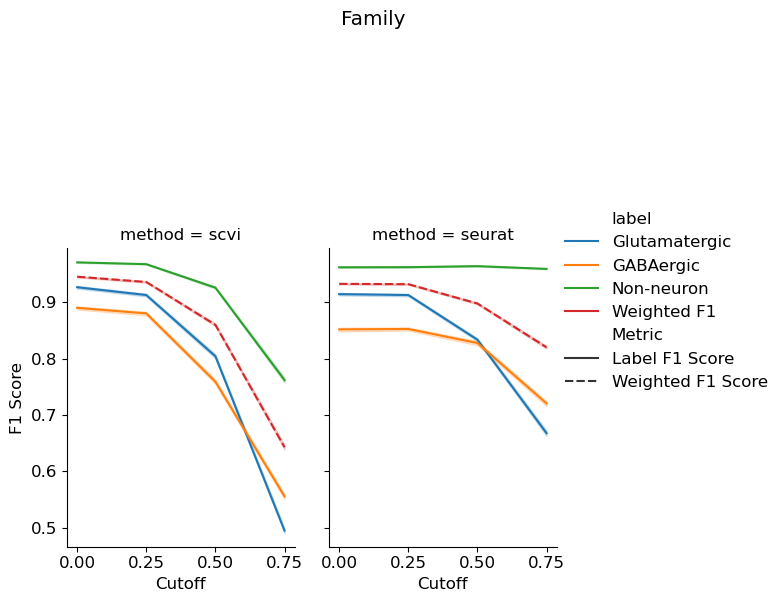 Family
method = scvi
method = seurat
label
Glutamatergic
GABAergic
Non-neuron
Weighted F1
Metric
Label F1 Score
Weighted F1 Score
F1 Score
0.9
0.8
0.7
0.6
0.5
0.00 0.25 0.50 0.75
0.00 0.25 0.50 0.75
Cutoff
Cutoff